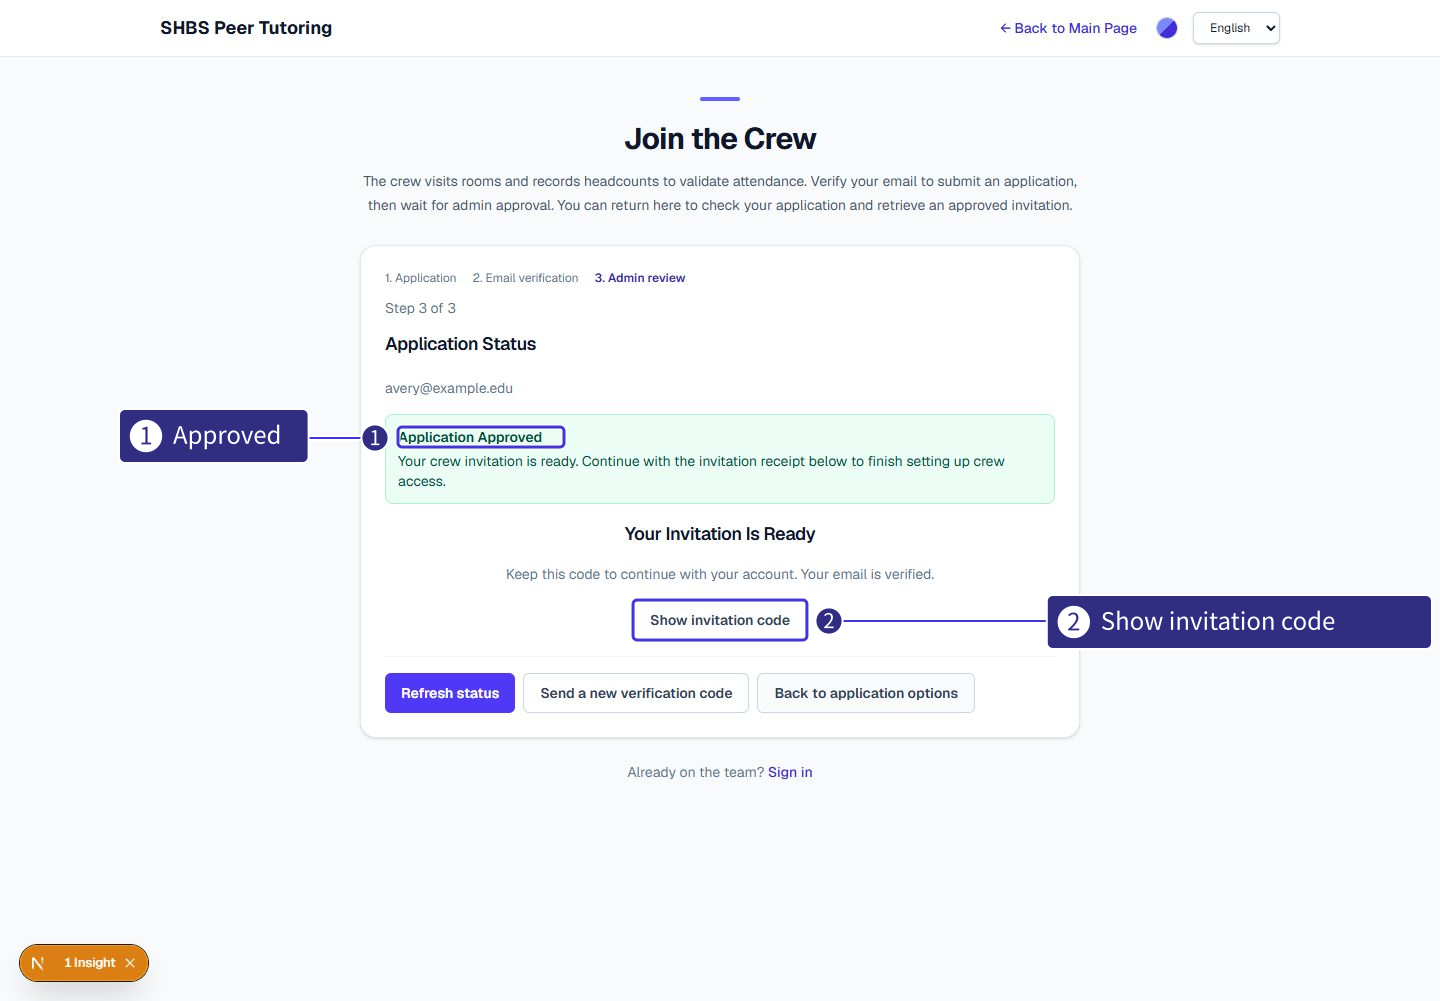 SHBS Peer Tutoring
← Back to Main Page
English
Join the Crew
The crew visits rooms and records headcounts to validate attendance. Verify your email to submit an application,
then wait for admin approval. You can return here to check your application and retrieve an approved invitation.
1. Application 2. Email verification 3. Admin review
Step 3 of 3
Application Status
avery@example.edu
1 Approved
1
Application Approved
Your crew invitation is ready. Continue with the invitation receipt below to finish setting up crew
access.
Your Invitation Is Ready
Keep this code to continue with your account. Your email is verified.
Show invitation code
2
2 Show invitation code
Refresh status
Send a new verification code
Back to application options
Already on the team? Sign in
N 1 Insight ×